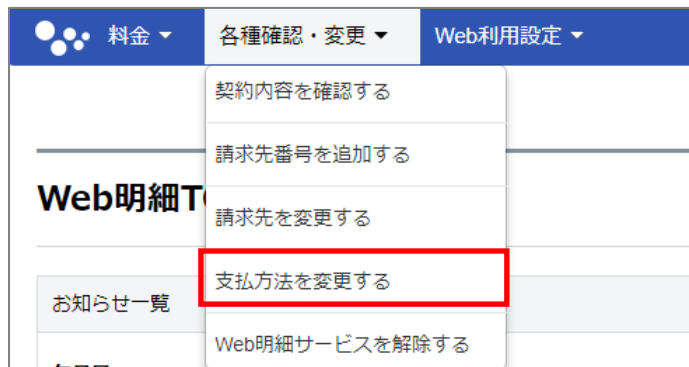 料金 ▼ 各種確認・変更 ▼ Web利用設定 ▼
契約内容を確認する
請求先番号を追加する
Web明細T
請求先を変更する
支払方法を変更する
お知らせ一覧
Web明細サービスを解除する